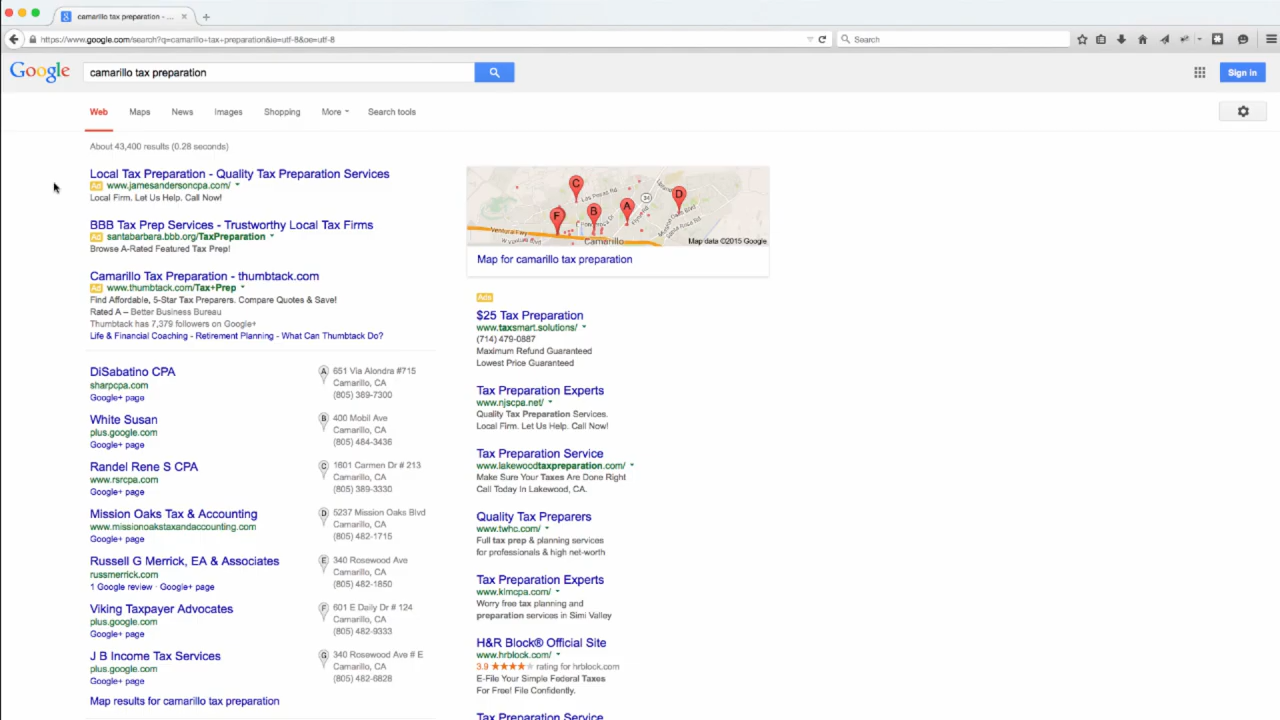 camarillo tax preparation - ...
https://www.google.com/search?q=camarillo+tax+preparation&ie=utf-8&oe=utf-8
Search
Google
camarillo tax preparation
Sign in
Web
Maps
News
Images
Shopping
More
Search tools
About 43,400 results (0.28 seconds)
Local Tax Preparation - Quality Tax Preparation Services
Ad www.jamesandersoncpa.com/
Local Firm. Let Us Help. Call Now!
BBB Tax Prep Services - Trustworthy Local Tax Firms
Ad santabarbara.bbb.org/TaxPreparation
Browse A-Rated Featured Tax Prep!
Camarillo Tax Preparation - thumbtack.com
Ad www.thumbtack.com/Tax+Prep
Find Affordable, 5-Star Tax Preparers. Compare Quotes & Save!
Rated A – Better Business Bureau
Thumbtack has 7,379 followers on Google+
Life & Financial Coaching - Retirement Planning - What Can Thumbtack Do?
DiSabatino CPA
sharpcpa.com
Google+ page
A 651 Via Alondra #715
Camarillo, CA
(805) 389-7300
White Susan
plus.google.com
Google+ page
B 400 Mobil Ave
Camarillo, CA
(805) 484-3436
Randel Rene S CPA
www.rsrcpa.com
Google+ page
C 1601 Carmen Dr # 213
Camarillo, CA
(805) 389-3330
Mission Oaks Tax & Accounting
www.missionoakstaxandaccounting.com
Google+ page
D 5237 Mission Oaks Blvd
Camarillo, CA
(805) 482-1715
Russell G Merrick, EA & Associates
russmerrick.com
1 Google review · Google+ page
E 340 Rosewood Ave
Camarillo, CA
(805) 482-1850
Viking Taxpayer Advocates
plus.google.com
Google+ page
F 601 E Daily Dr # 124
Camarillo, CA
(805) 482-9333
J B Income Tax Services
plus.google.com
Google+ page
G 340 Rosewood Ave # E
Camarillo, CA
(805) 482-6828
Map results for camarillo tax preparation
C
D
A
B
F
Las Posas Rd
34
Ventura Fwy
Camarillo
Map data ©2015 Google
Map for camarillo tax preparation
Ads
$25 Tax Preparation
www.taxsmart.solutions/
(714) 479-0887
Maximum Refund Guaranteed
Lowest Price Guaranteed
Tax Preparation Experts
www.njscpa.net/
Quality Tax Preparation Services.
Local Firm. Let Us Help. Call Now!
Tax Preparation Service
www.lakewoodtaxpreparation.com/
Make Sure Your Taxes Are Done Right
Call Today In Lakewood, CA.
Quality Tax Preparers
www.twhc.com/
Full tax prep & planning services
for professionals & high net-worth
Tax Preparation Experts
www.klmcpa.com/
Worry free tax planning and
preparation services in Simi Valley
H&R Block® Official Site
www.hrblock.com/
3.9 ★★★★★ rating for hrblock.com
E-File Your Simple Federal Taxes
For Free! File Confidently.
Tax Preparation Service